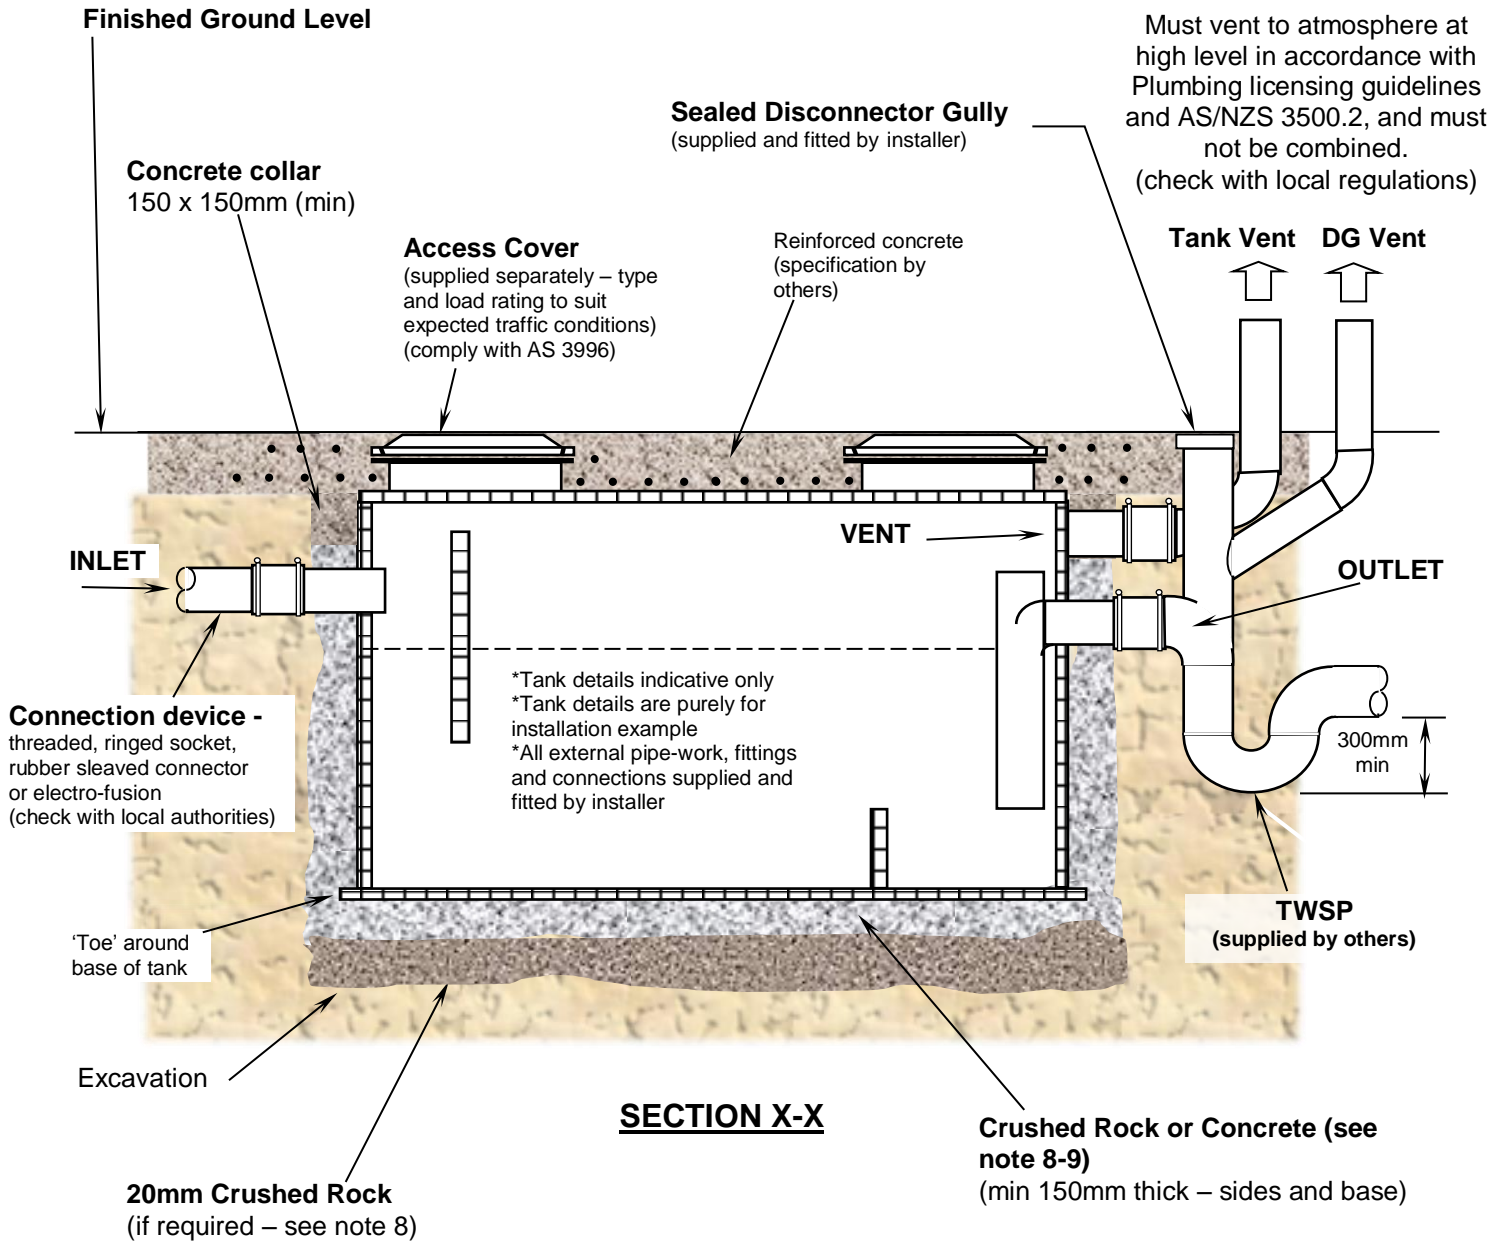 Finished Ground Level
Must vent to atmosphere at
high level in accordance with
Plumbing licensing guidelines
and AS/NZS 3500.2, and must
not be combined.
(check with local regulations)
Sealed Disconnector Gully
(supplied and fitted by installer)
Concrete collar
150 x 150mm (min)
Access Cover
(supplied separately – type
and load rating to suit
expected traffic conditions)
(comply with AS 3996)
Reinforced concrete
(specification by
others)
Tank Vent
DG Vent
INLET
VENT
OUTLET
*Tank details indicative only
*Tank details are purely for
installation example
*All external pipe-work, fittings
and connections supplied and
fitted by installer
Connection device -
threaded, ringed socket,
rubber sleaved connector
or electro-fusion
(check with local authorities)
300mm
min
TWSP
(supplied by others)
‘Toe’ around
base of tank
Excavation
SECTION X-X
20mm Crushed Rock
(if required – see note 8)
Crushed Rock or Concrete (see
note 8-9)
(min 150mm thick – sides and base)